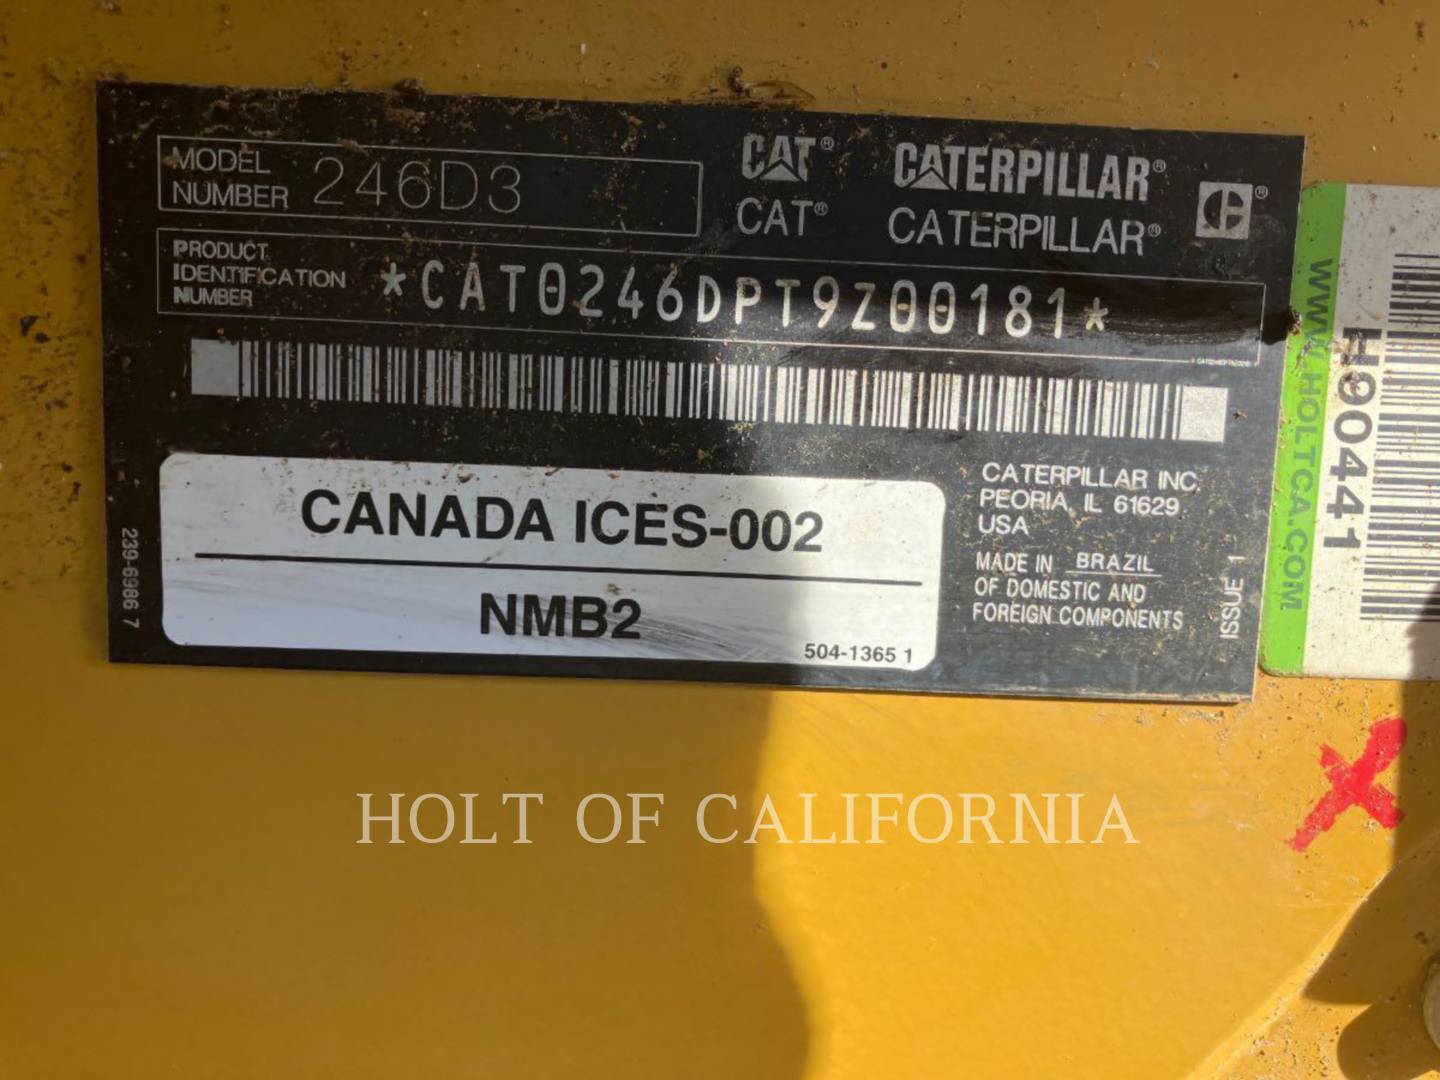 MODEL
NUMBER 246D3
CAT® CATERPILLAR®
CAT® CATERPILLAR®
PRODUCT
IDENTIFICATION
NUMBER
*CAT0246DPT9Z00181*
CANADA ICES-002
NMB2
504-1365 1
CATERPILLAR INC.
PEORIA, IL 61629
USA
MADE IN BRAZIL
OF DOMESTIC AND
FOREIGN COMPONENTS
ISSUE 1
239-6986 7
WWW.HOLTCA.COM
H90441
HOLT OF CALIFORNIA